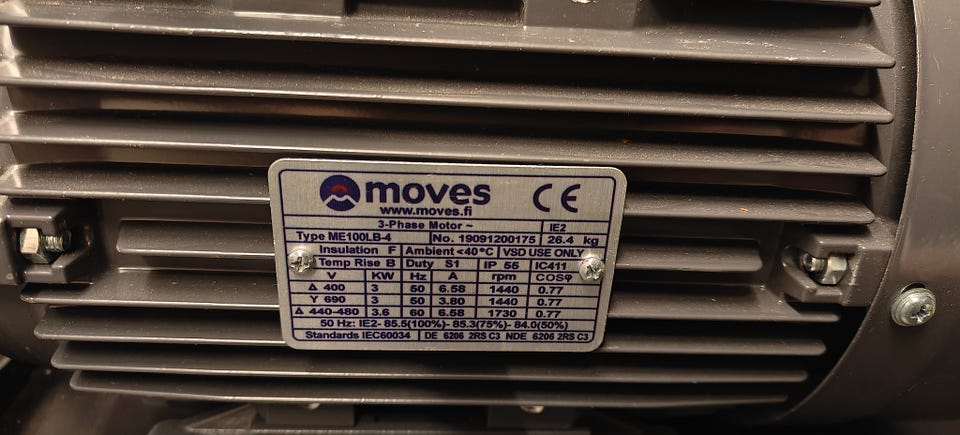 moves CE
www.moves.fi
3-Phase Motor ~ IE2
Type ME100LB-4 No. 19091200175 26.4 kg
Insulation F Ambient <40°C VSD USE ONLY
Temp Rise B Duty S1 IP 55 IC411
V KW Hz A rpm COSφ
Δ 400 3 50 6.58 1440 0.77
Y 690 3 50 3.80 1440 0.77
Δ 440-480 3.6 60 6.58 1730 0.77
50 Hz: IE2- 85.5(100%)- 85.3(75%)- 84.0(50%)
Standards IEC60034 DE 6206 2RS C3 NDE 6206 2RS C3